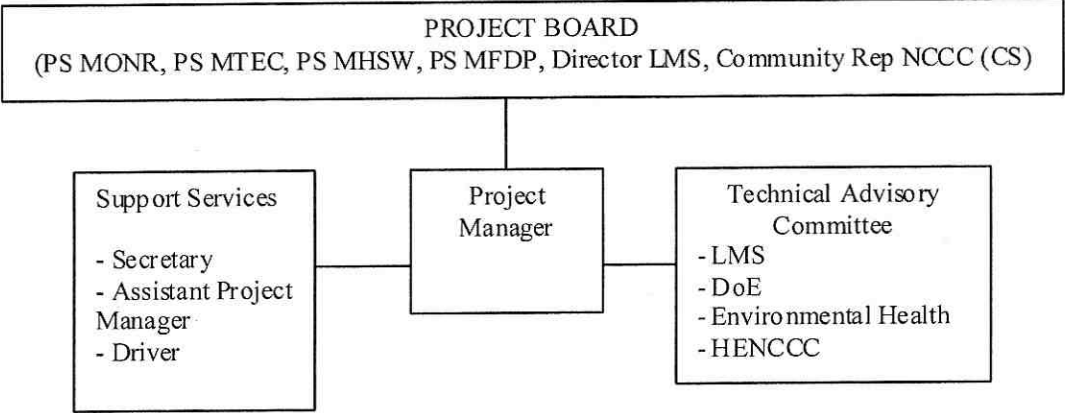 PROJECT BOARD
(PS MONR, PS MTEC, PS MHSW, PS MFDP, Director LMS, Community Rep NCCC (CS)
Support Services
- Secretary
- Assistant Project
Manager
- Driver
Project
Manager
Technical Advisory
Committee
- LMS
- DoE
- Environmental Health
- HENCCC